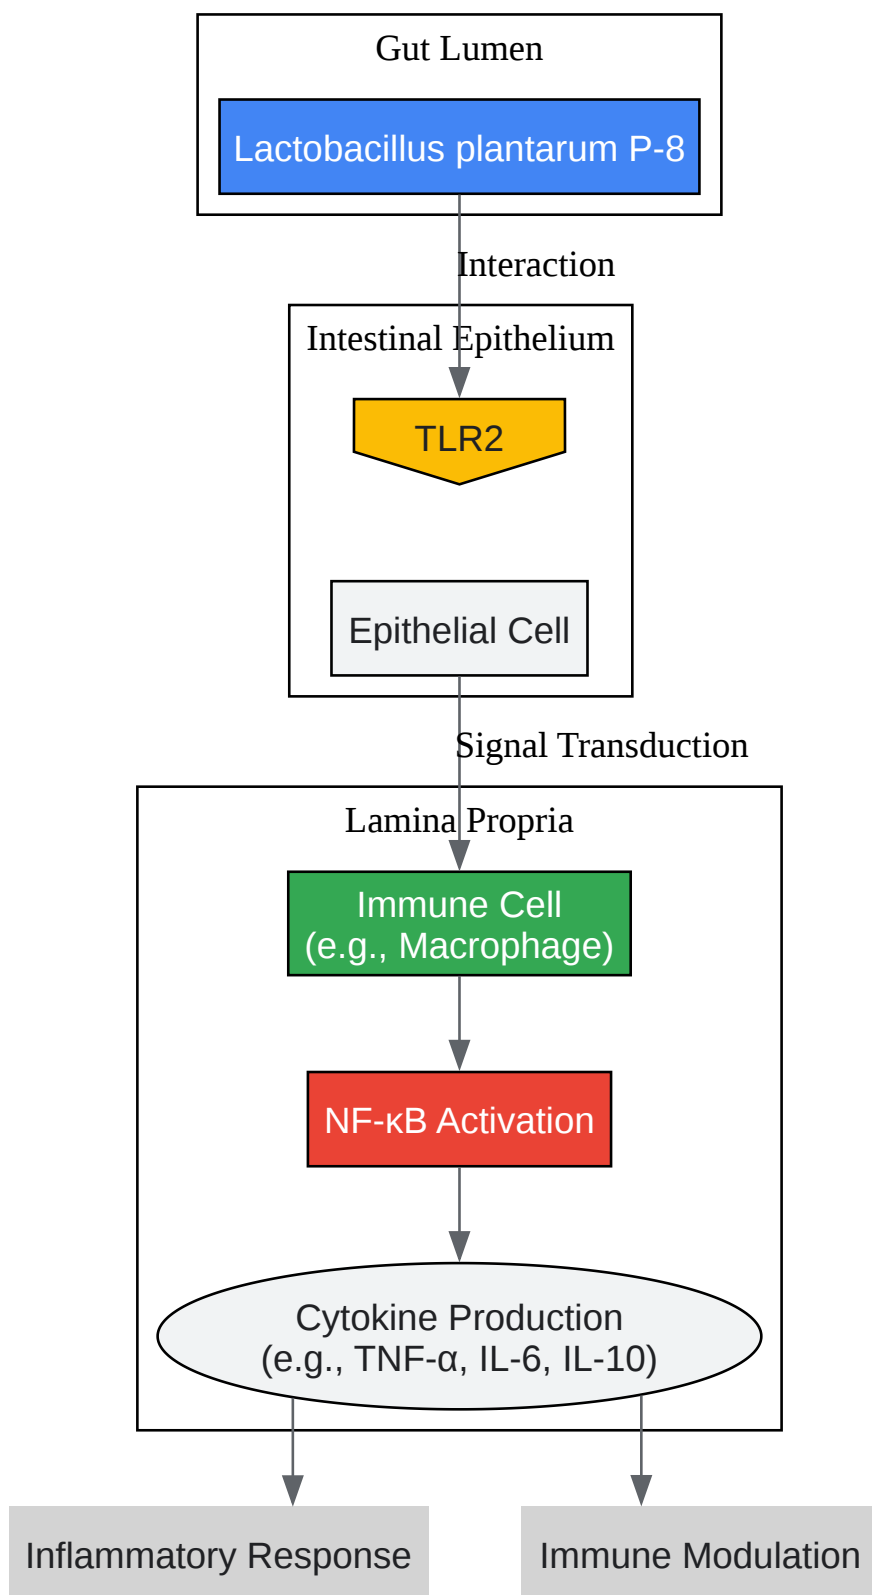 Gut Lumen
Lactobacillus plantarum P-8
Interaction
Intestinal Epithelium
TLR2
Epithelial Cell
Signal Transduction
Lamina Propria
Immune Cell
(e.g., Macrophage)
NF-κB Activation
Cytokine Production
(e.g., TNF-α, IL-6, IL-10)
Inflammatory Response
Immune Modulation